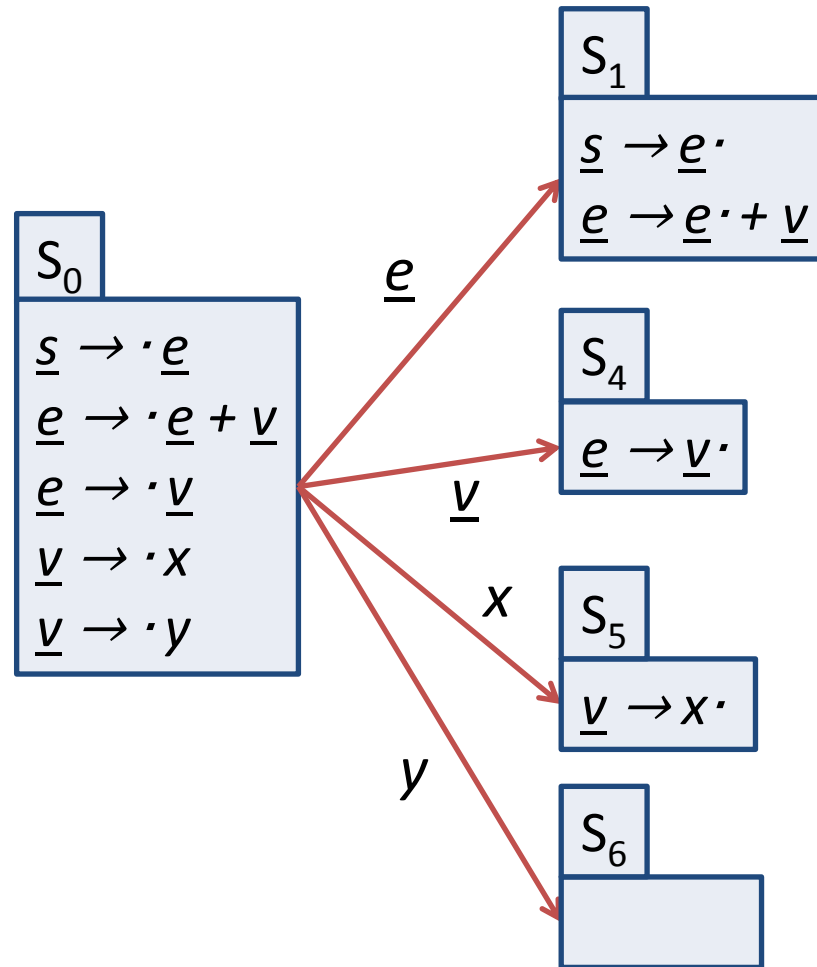 S₀
s → · e
e → · e + v
e → · v
v → · x
v → · y
e
v
x
y
S₁
s → e ·
e → e · + v
S₄
e → v ·
S₅
v → x ·
S₆